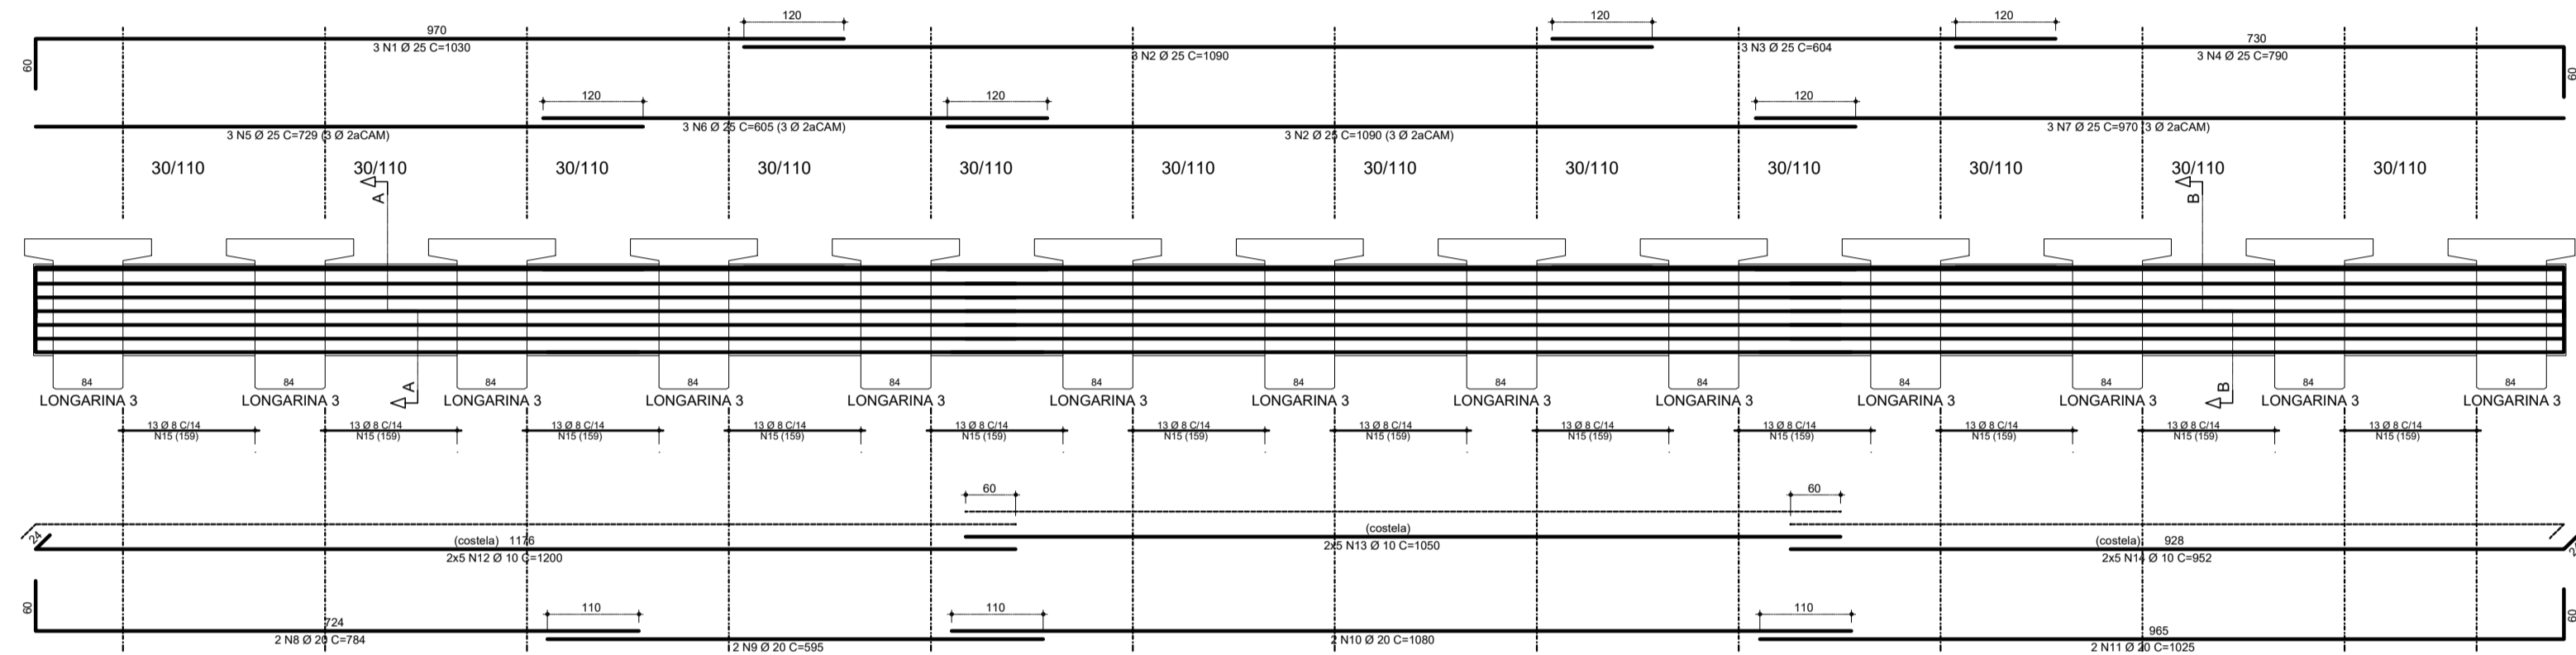 120 120 120
970 730
3 N1 Ø 25 C=1030 3 N2 Ø 25 C=1090 3 N3 Ø 25 C=604 3 N4 Ø 25 C=790
60 60
120 120 120
3 N5 Ø 25 C=729 (3 Ø 2aCAM) 3 N6 Ø 25 C=605 (3 Ø 2aCAM) 3 N2 Ø 25 C=1090 (3 Ø 2aCAM) 3 N7 Ø 25 C=970 (3 Ø 2aCAM)
30/110 30/110 30/110 30/110 30/110 30/110 30/110 30/110 30/110 30/110 30/110 30/110
A B
84 84 84 84 84 84 84 84 84 84 84 84 84
A B
LONGARINA 3 LONGARINA 3 LONGARINA 3 LONGARINA 3 LONGARINA 3 LONGARINA 3 LONGARINA 3 LONGARINA 3 LONGARINA 3 LONGARINA 3 LONGARINA 3 LONGARINA 3 LONGARINA 3
13 Ø 8 C/14 13 Ø 8 C/14 13 Ø 8 C/14 13 Ø 8 C/14 13 Ø 8 C/14 13 Ø 8 C/14 13 Ø 8 C/14 13 Ø 8 C/14 13 Ø 8 C/14 13 Ø 8 C/14 13 Ø 8 C/14 13 Ø 8 C/14
N15 (159) N15 (159) N15 (159) N15 (159) N15 (159) N15 (159) N15 (159) N15 (159) N15 (159) N15 (159) N15 (159) N15 (159)
60 60
24 (costela) 1176 (costela) (costela) 928
2x5 N12 Ø 10 C=1200 2x5 N13 Ø 10 C=1050 2x5 N14 Ø 10 C=952
60 110 110 110 60
724 965
2 N8 Ø 20 C=784 2 N9 Ø 20 C=595 2 N10 Ø 20 C=1080 2 N11 Ø 20 C=1025